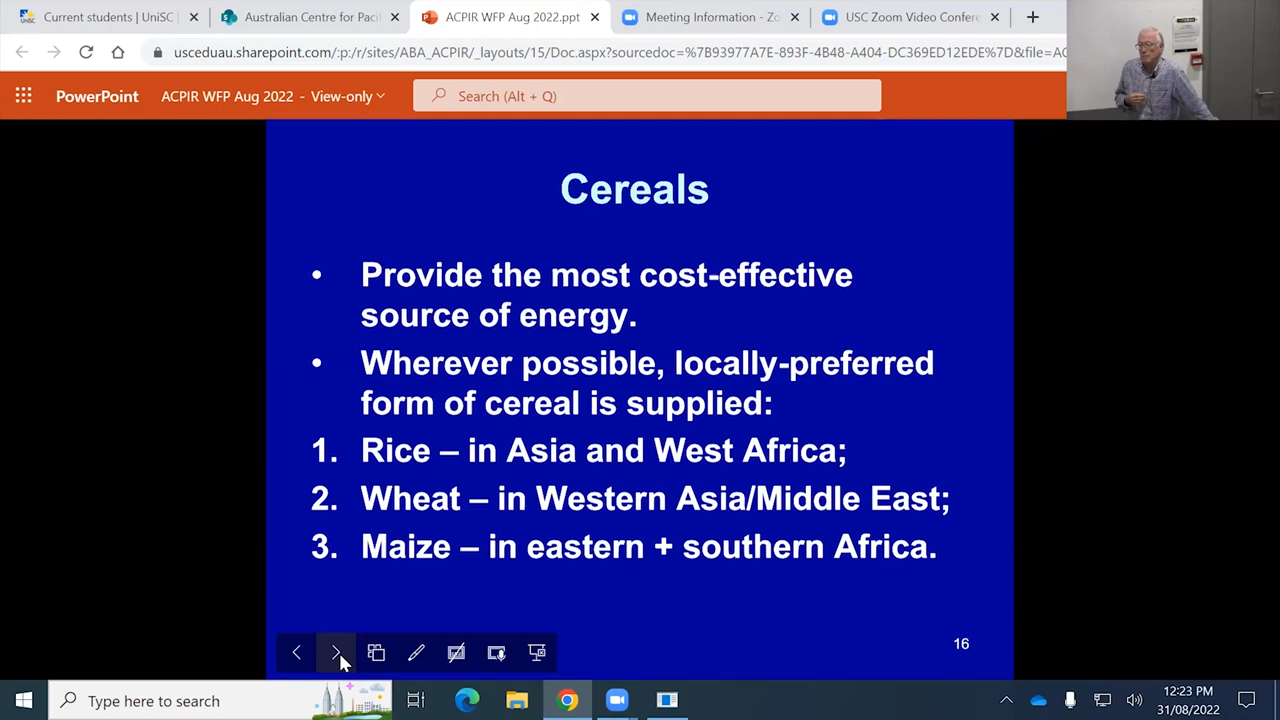 Current students | UniSC |
Australian Centre for Pacif
ACPIR WFP Aug 2022.ppt
Meeting Information - Zo
USC Zoom Video Confere
usceduau.sharepoint.com/:p:/r/sites/ABA_ACPIR/_layouts/15/Doc.aspx?sourcedoc=%7B93977A7E-893F-4B48-A404-DC369ED12EDE%7D&file=AC
PowerPoint
ACPIR WFP Aug 2022 - View-only
Search (Alt + Q)
Cereals
• Provide the most cost-effective
source of energy.
• Wherever possible, locally-preferred
form of cereal is supplied:
1. Rice – in Asia and West Africa;
2. Wheat – in Western Asia/Middle East;
3. Maize – in eastern + southern Africa.
16
Type here to search
12:23 PM
31/08/2022